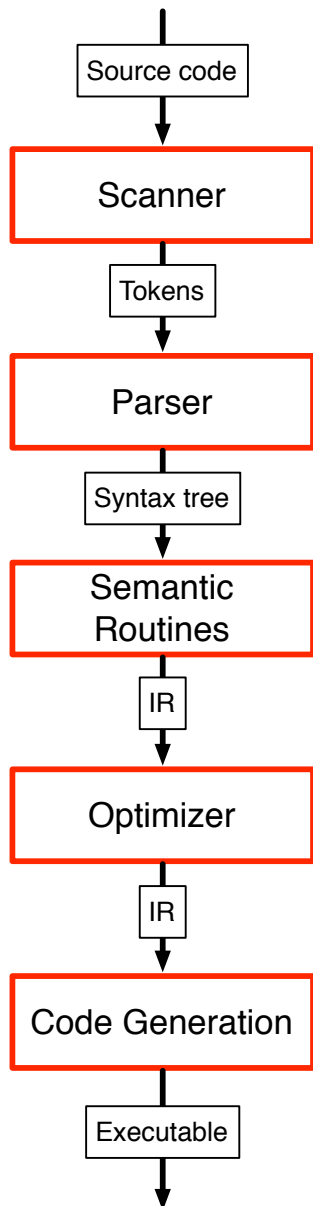 Source code
Scanner
Tokens
Parser
Syntax tree
Semantic
Routines
IR
Optimizer
IR
Code Generation
Executable